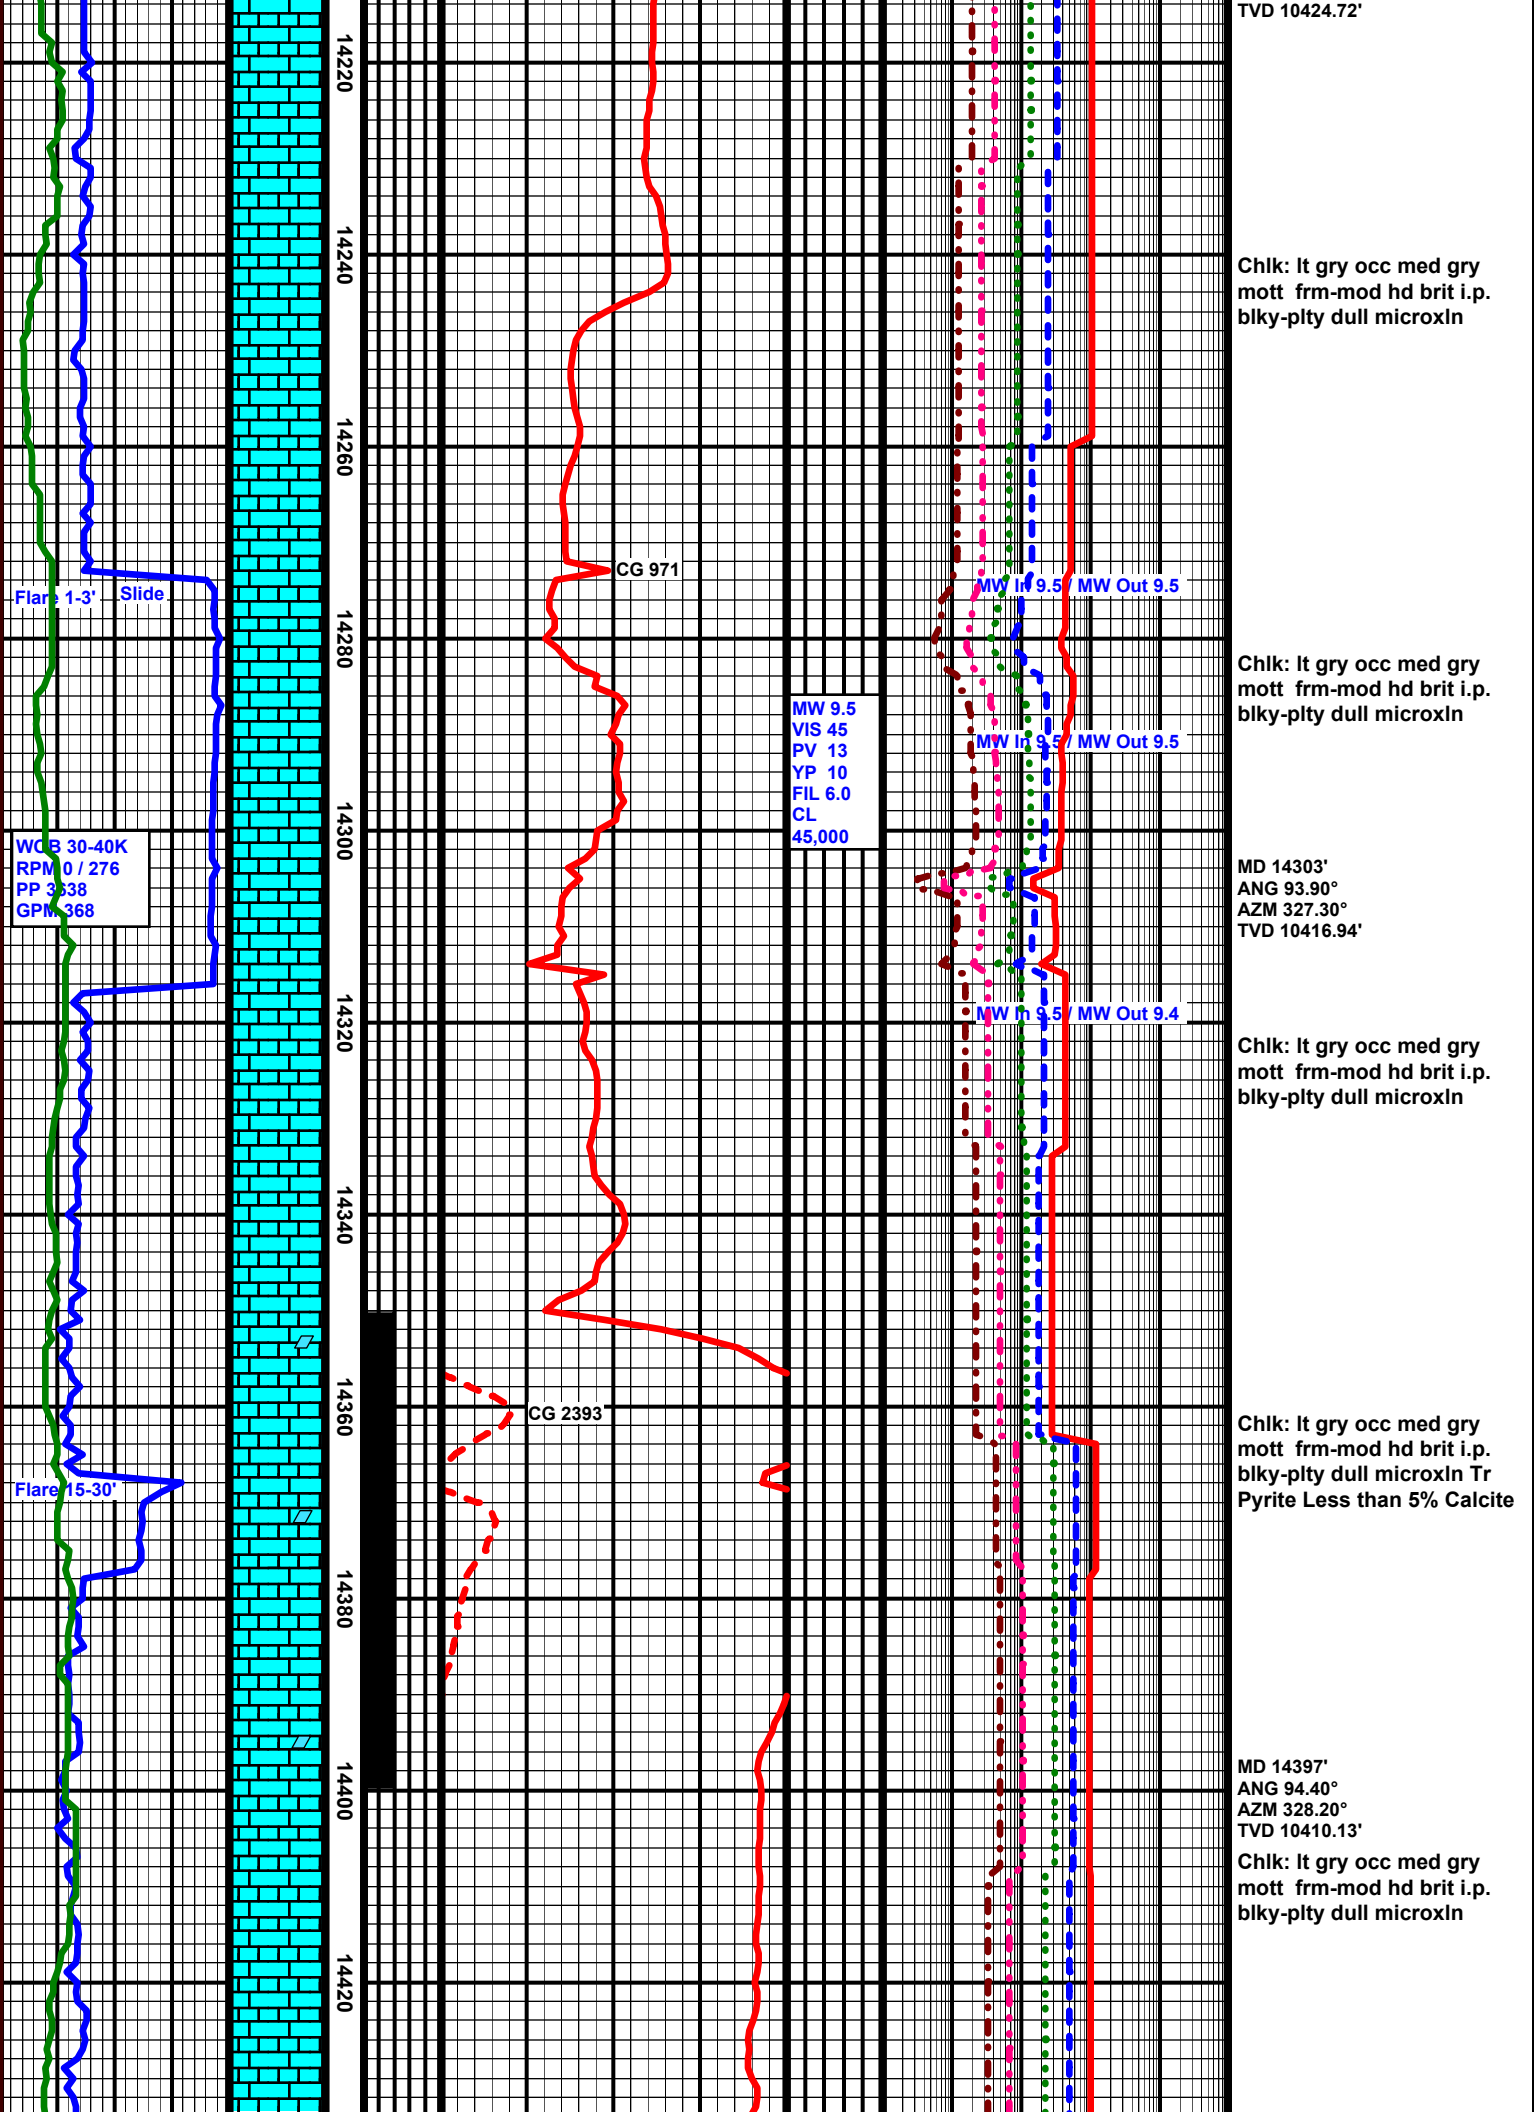 TVD 10424.72'
14220
14240
Chlk: lt gry occ med gry
mott frm-mod hd brit i.p.
blky-plty dull microxln
14260
CG 971
Flare 1-3'
Slide
MW In 9.5 / MW Out 9.5
14280
Chlk: lt gry occ med gry
mott frm-mod hd brit i.p.
blky-plty dull microxln
MW 9.5
VIS 45
PV 13
YP 10
FIL 6.0
CL
45,000
MW In 9.5 / MW Out 9.5
14300
WOB 30-40K
RPM 0 / 276
PP 3638
GPM 368
MD 14303'
ANG 93.90°
AZM 327.30°
TVD 10416.94'
MW In 9.5 / MW Out 9.4
14320
Chlk: lt gry occ med gry
mott frm-mod hd brit i.p.
blky-plty dull microxln
14340
14360
CG 2393
Chlk: lt gry occ med gry
mott frm-mod hd brit i.p.
blky-plty dull microxln Tr
Pyrite Less than 5% Calcite
Flare 15-30'
14380
14400
MD 14397'
ANG 94.40°
AZM 328.20°
TVD 10410.13'
Chlk: lt gry occ med gry
mott frm-mod hd brit i.p.
blky-plty dull microxln
14420